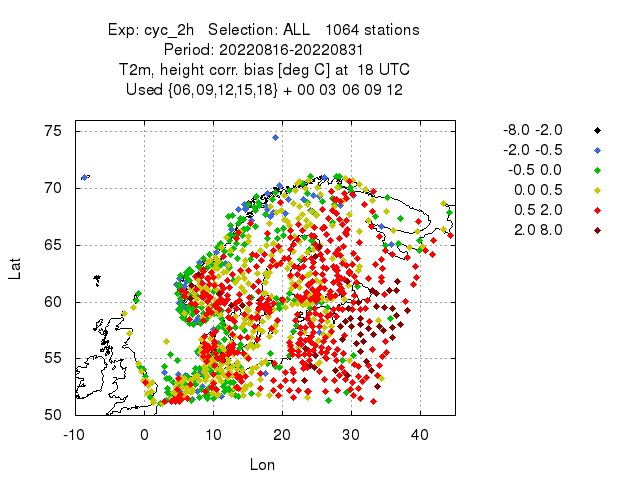 Exp: cyc_2h Selection: ALL 1064 stations
Period: 20220816-20220831
T2m, height corr. bias [deg C] at 18 UTC
Used {06,09,12,15,18} + 00 03 06 09 12
75
70
65
60
55
50
Lat
-10 0 10 20 30 40
Lon
-8.0 -2.0
-2.0 -0.5
-0.5 0.0
0.0 0.5
0.5 2.0
2.0 8.0